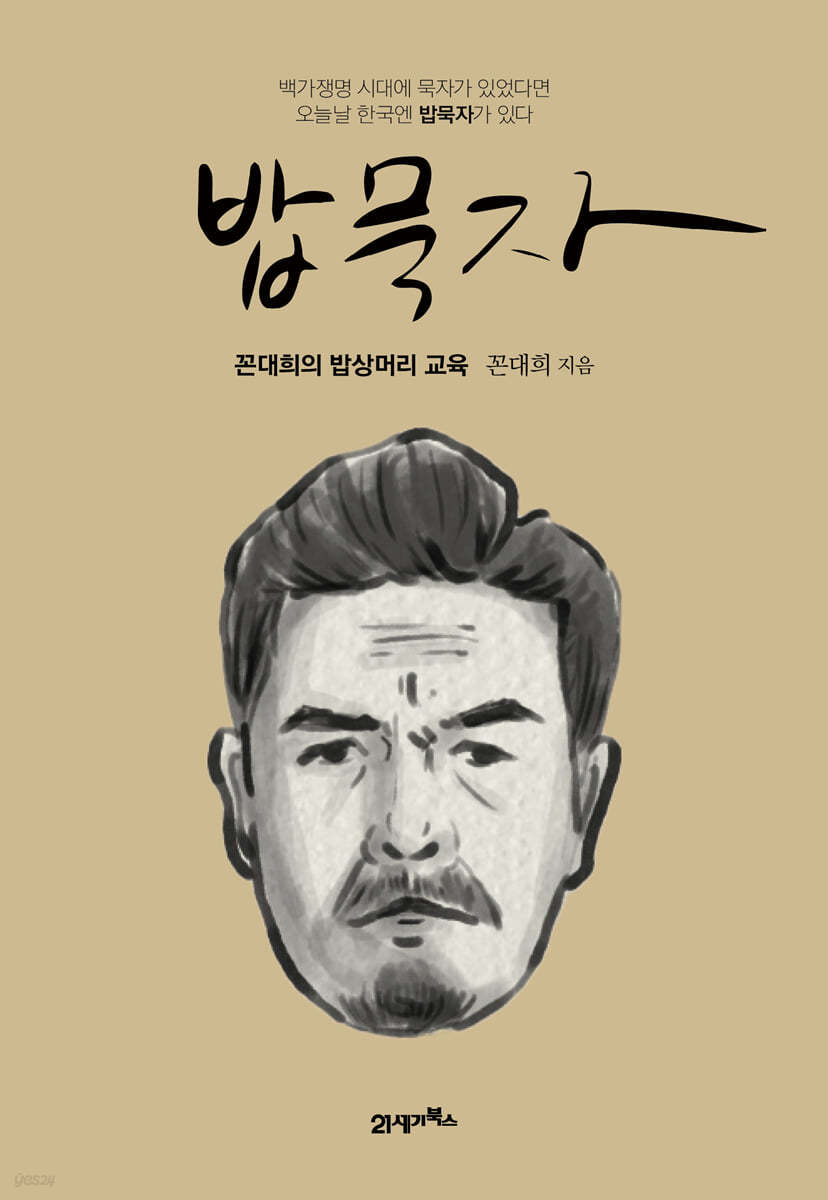 백가쟁명 시대에 묵자가 있었다면
오늘날 한국엔 밥묵자가 있다
밥묵자
꼰대희의 밥상머리 교육 꼰대희 지음
21세기북스
yes24